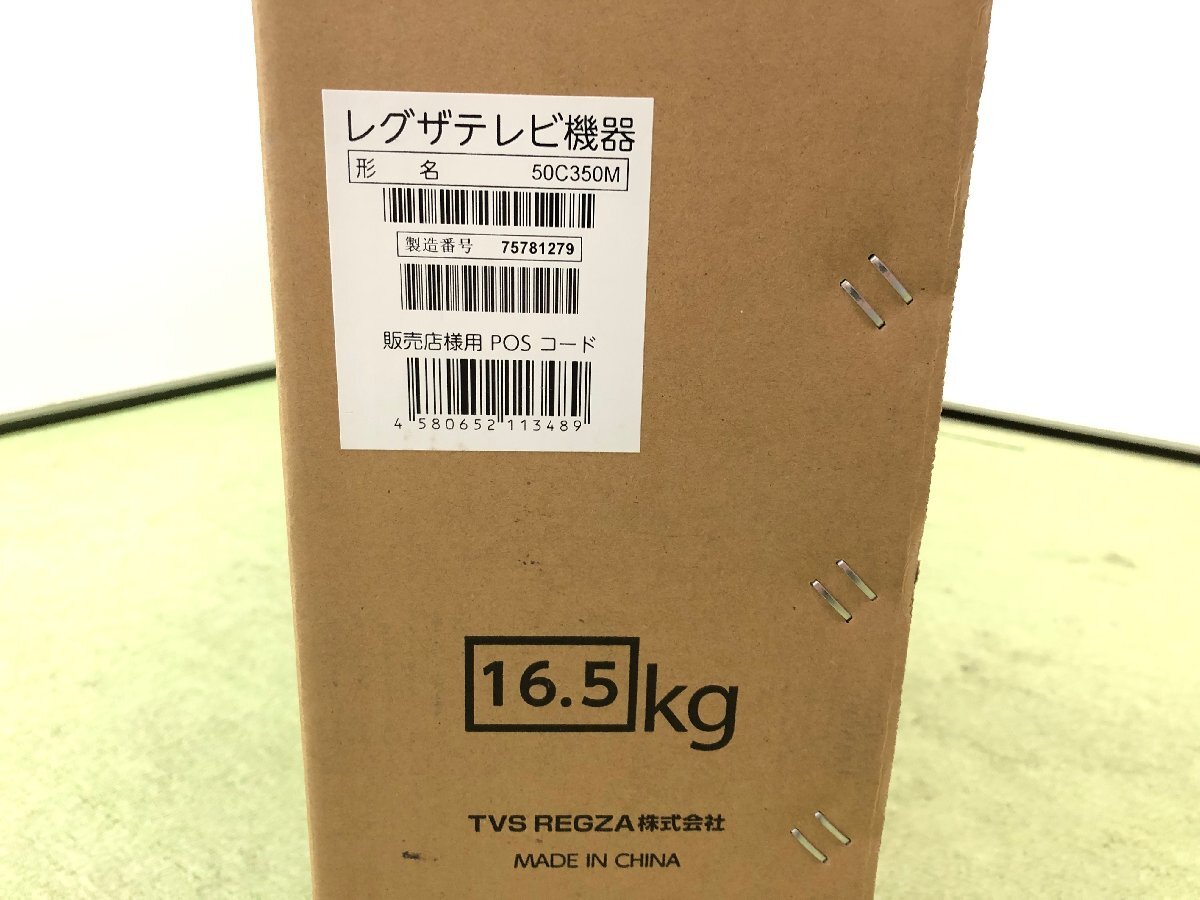 レグザテレビ機器
形 名 50C350M
製造番号 75781279
販売店様用 POS コード
4 580652 113489
16.5 kg
TVS REGZA株式会社
MADE IN CHINA